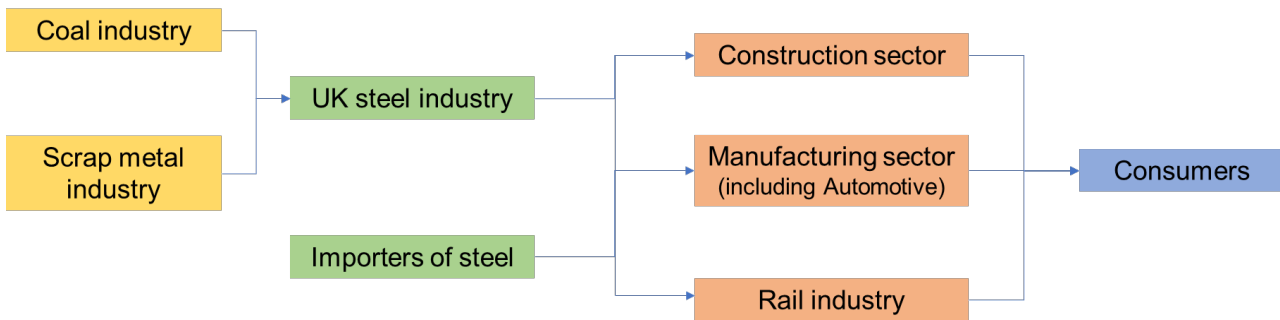 Coal industry
Scrap metal
industry
UK steel industry
Importers of steel
Construction sector
Manufacturing sector
(including Automotive)
Rail industry
Consumers